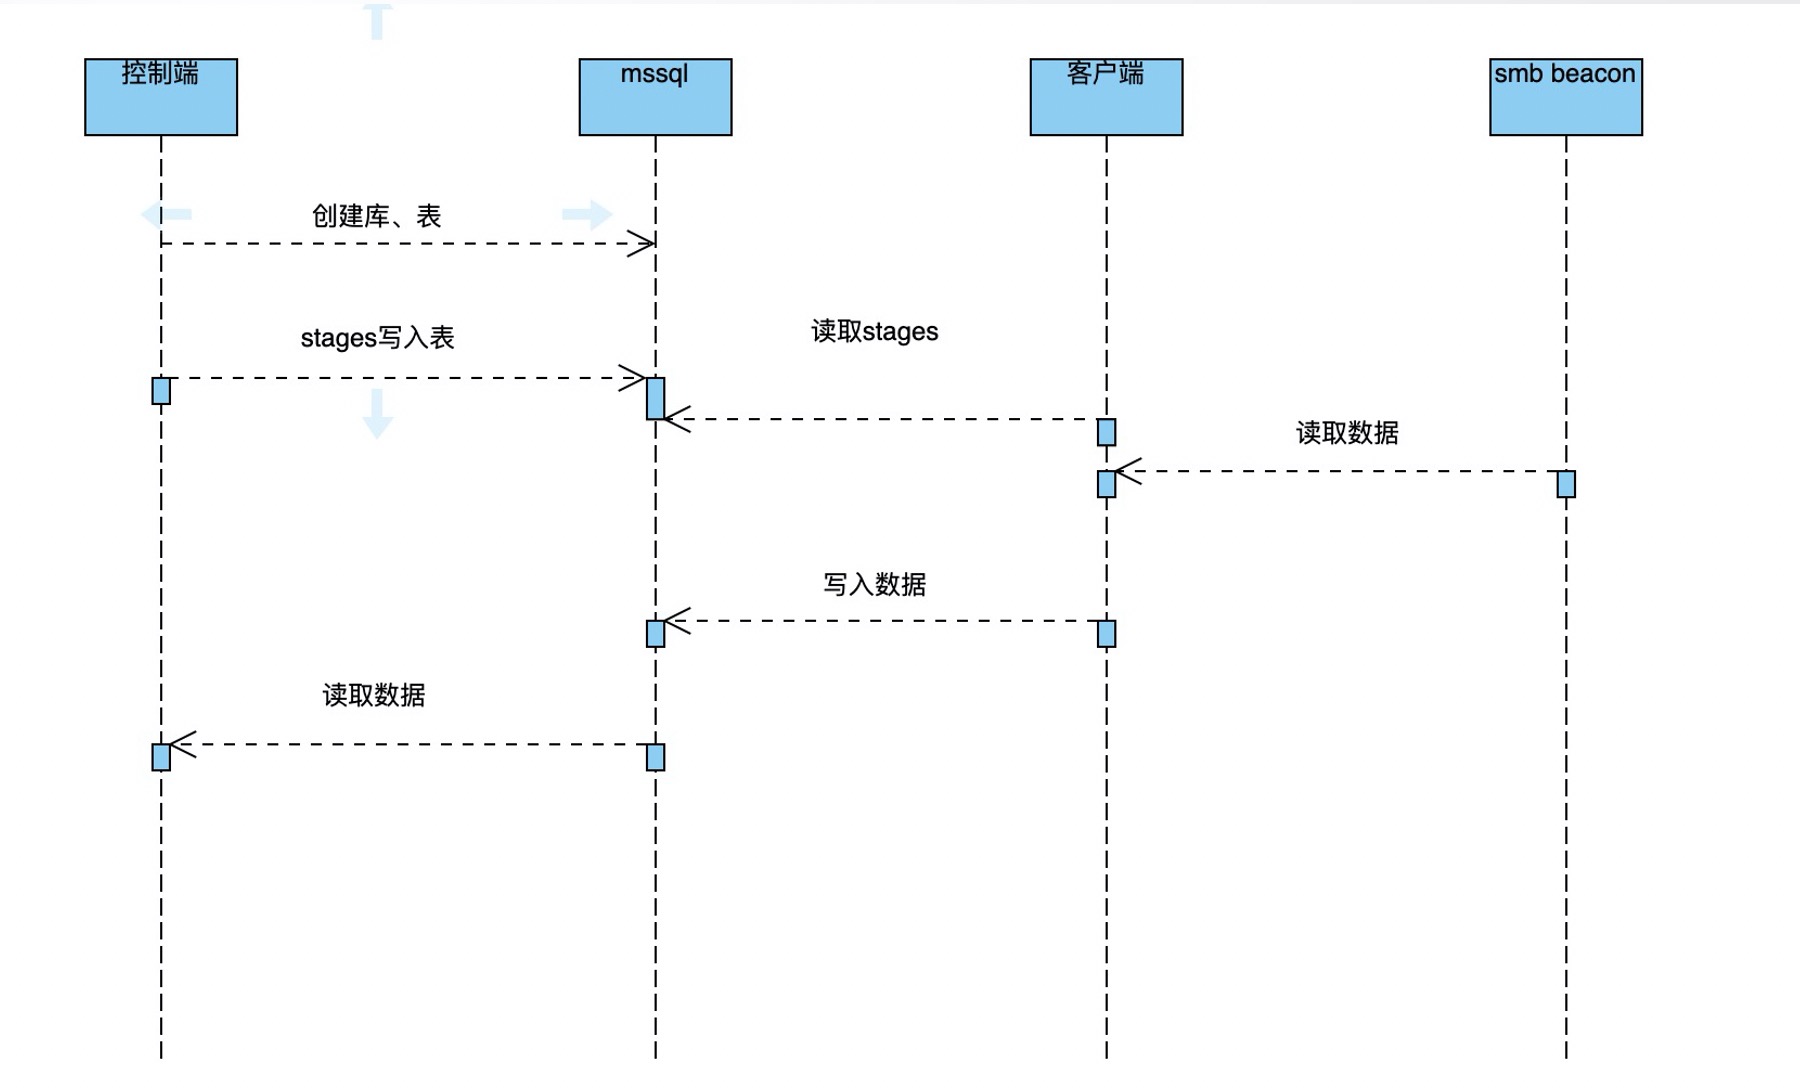 控制端
mssql
客户端
smb beacon
创建库、表
读取stages
stages写入表
读取数据
写入数据
读取数据